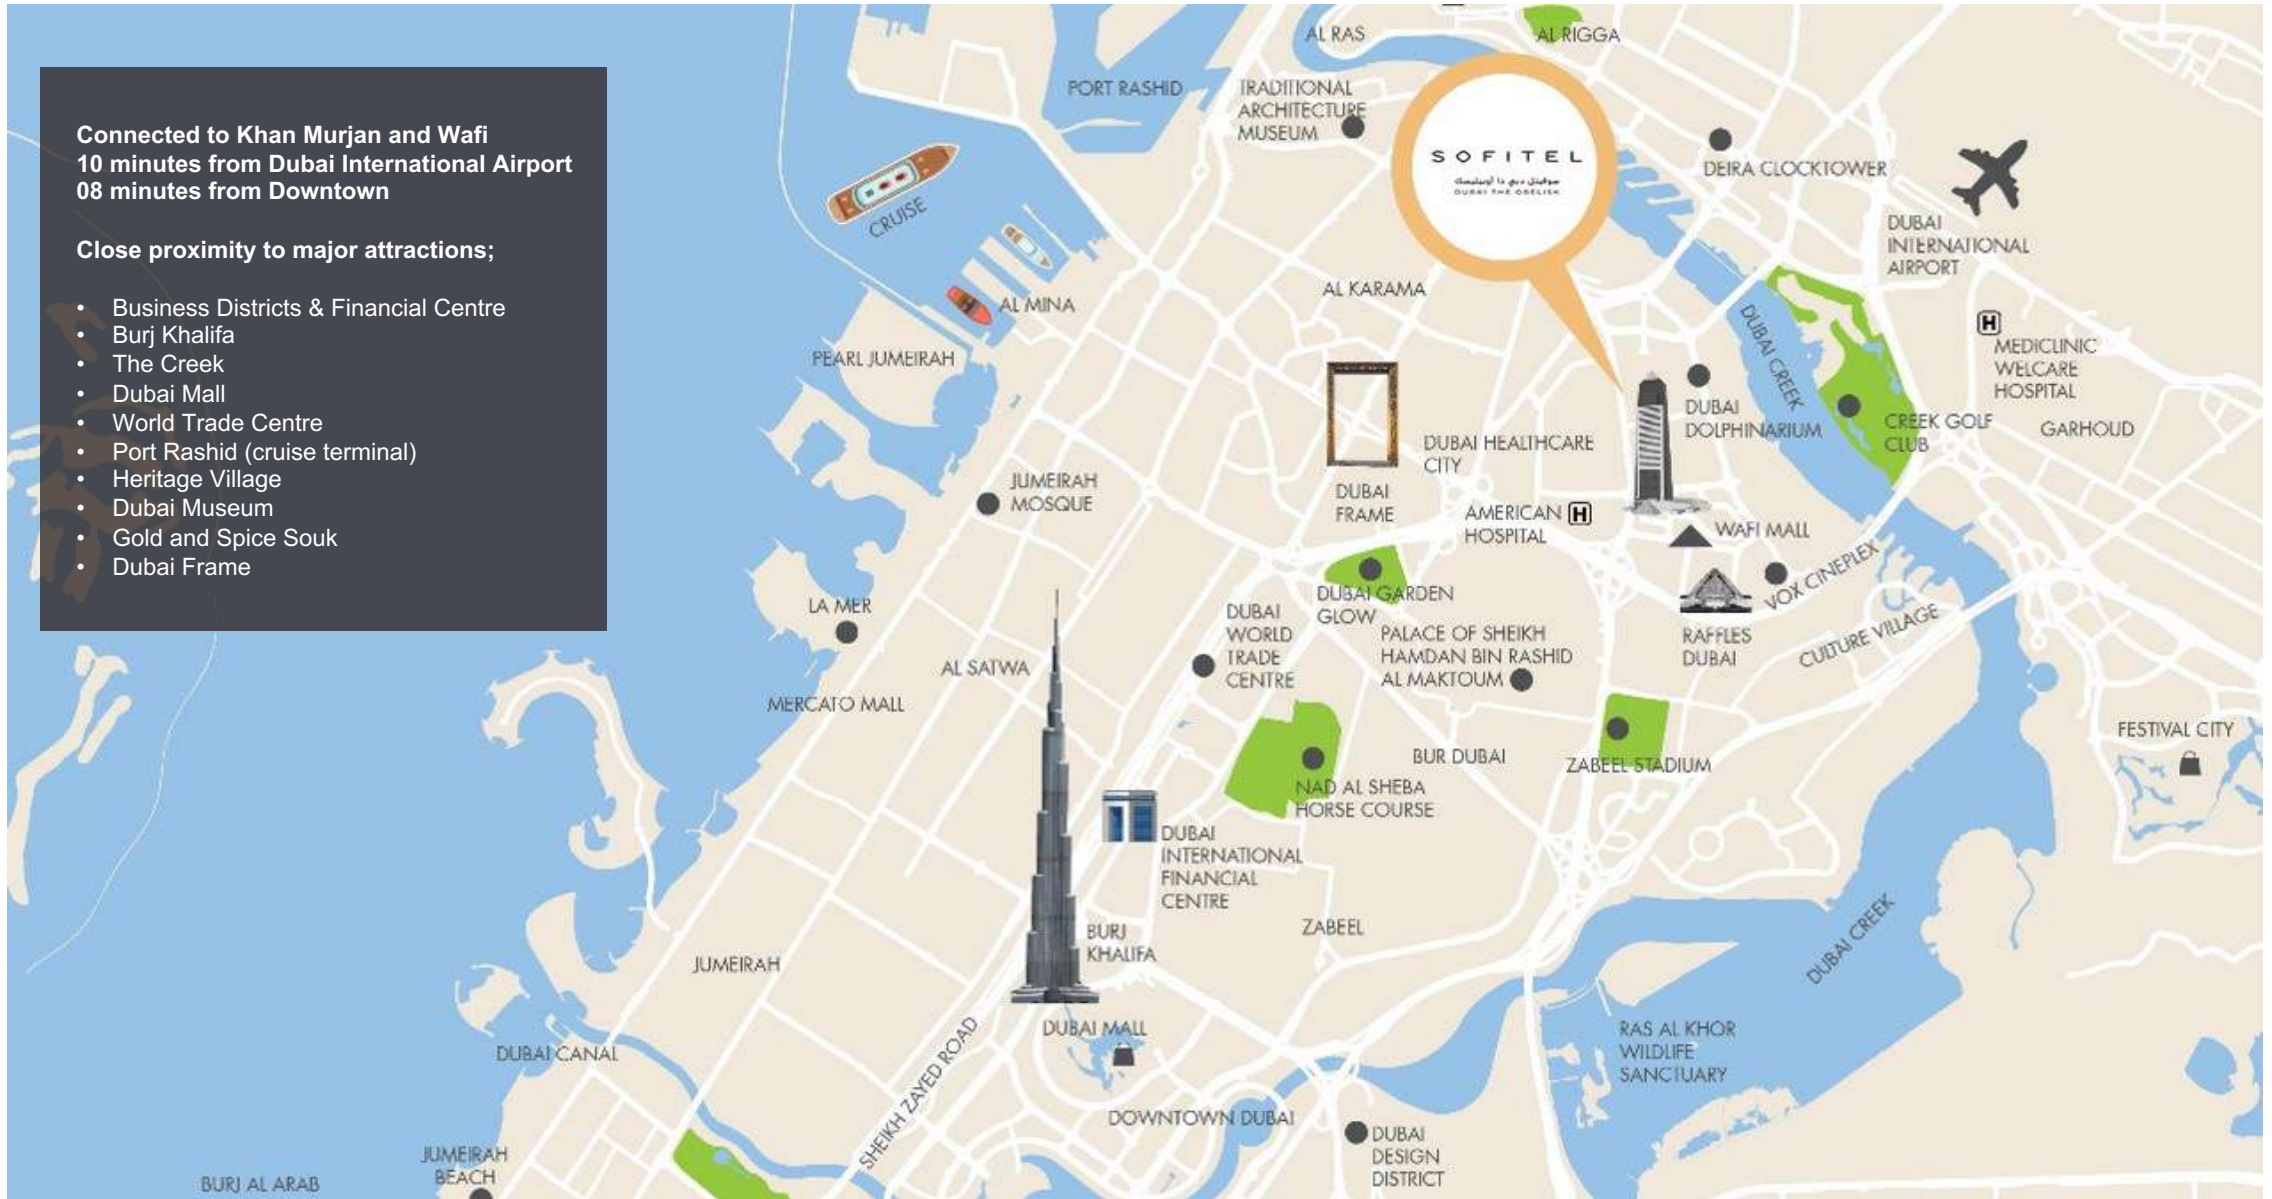 Connected to Khan Murjan and Wafi
10 minutes from Dubai International Airport
08 minutes from Downtown
Close proximity to major attractions;
• Business Districts & Financial Centre
• Burj Khalifa
• The Creek
• Dubai Mall
• World Trade Centre
• Port Rashid (cruise terminal)
• Heritage Village
• Dubai Museum
• Gold and Spice Souk
• Dubai Frame
AL RAS
AL RIGGA
PORT RASHID
TRADITIONAL
ARCHITECTURE
MUSEUM
SOFITEL
سوفيتل دبي ذا أوبيليسك
DUBAI THE OBELISK
DEIRA CLOCKTOWER
CRUISE
DUBAI
INTERNATIONAL
AIRPORT
AL KARAMA
AL MINA
DUBAI CREEK
H
MEDICLINIC
WELCARE
HOSPITAL
PEARL JUMEIRAH
DUBAI
DOLPHINARIUM
CREEK GOLF
CLUB
GARHOUD
DUBAI HEALTHCARE
CITY
JUMEIRAH
MOSQUE
DUBAI
FRAME
AMERICAN H
HOSPITAL
WAFI MALL
VOX CINEPLEX
DUBAI GARDEN
GLOW
LA MER
DUBAI
WORLD
TRADE
CENTRE
PALACE OF SHEIKH
HAMDAN BIN RASHID
AL MAKTOUM
RAFFLES
DUBAI
CULTURE VILLAGE
AL SATWA
MERCATO MALL
FESTIVAL CITY
BUR DUBAI
ZABEEL STADIUM
NAD AL SHEBA
HORSE COURSE
DUBAI
INTERNATIONAL
FINANCIAL
CENTRE
ZABEEL
BURJ
KHALIFA
DUBAI CREEK
JUMEIRAH
DUBAI MALL
RAS AL KHOR
WILDLIFE
SANCTUARY
DUBAI CANAL
SHEIKH ZAYED ROAD
DOWNTOWN DUBAI
DUBAI
DESIGN
DISTRICT
JUMEIRAH
BEACH
BURJ AL ARAB